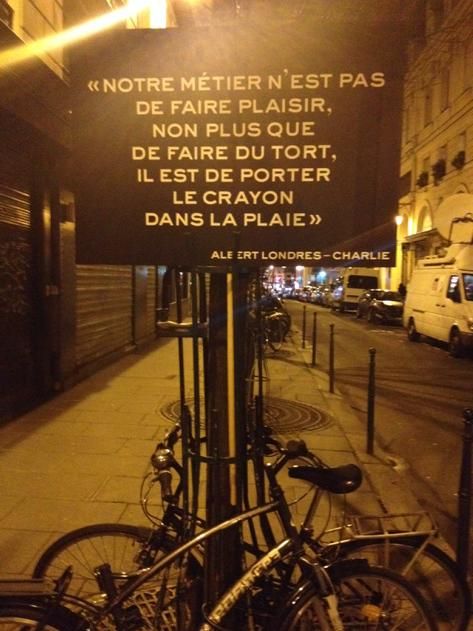 « NOTRE MÉTIER N'EST PAS
DE FAIRE PLAISIR,
NON PLUS QUE
DE FAIRE DU TORT,
IL EST DE PORTER
LE CRAYON
DANS LA PLAIE »
ALBERT LONDRES – CHARLIE